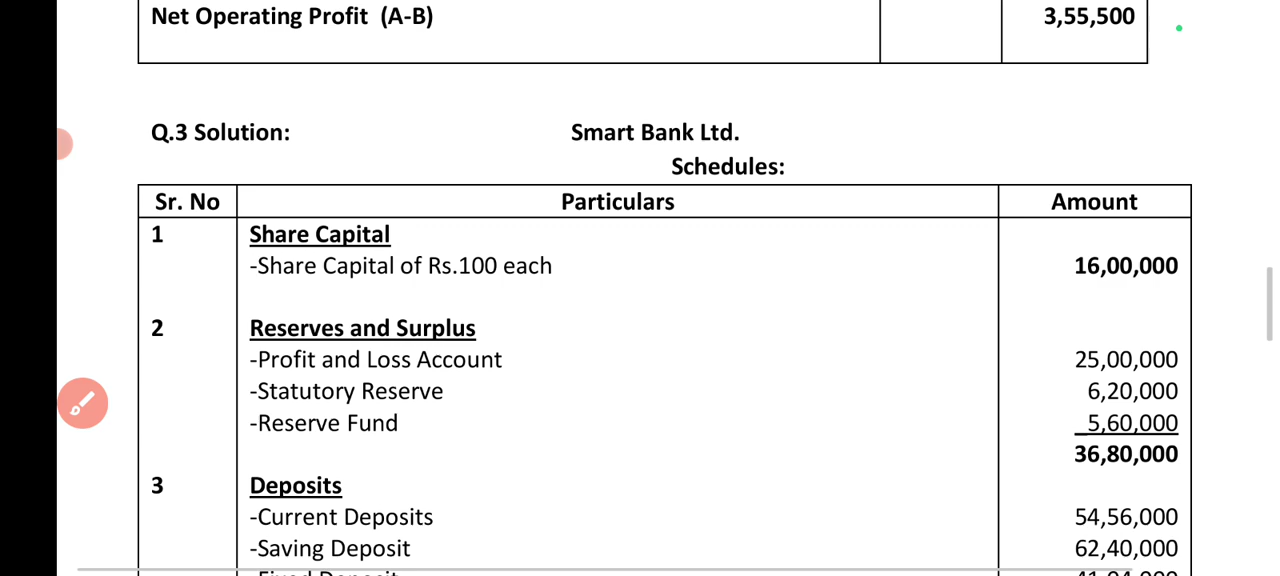 Net Operating Profit (A-B) 3,55,500
Q.3 Solution: Smart Bank Ltd.
Schedules:
Sr. No Particulars Amount
1 Share Capital
-Share Capital of Rs.100 each 16,00,000
2 Reserves and Surplus
-Profit and Loss Account 25,00,000
-Statutory Reserve 6,20,000
-Reserve Fund 5,60,000
36,80,000
3 Deposits
-Current Deposits 54,56,000
-Saving Deposit 62,40,000